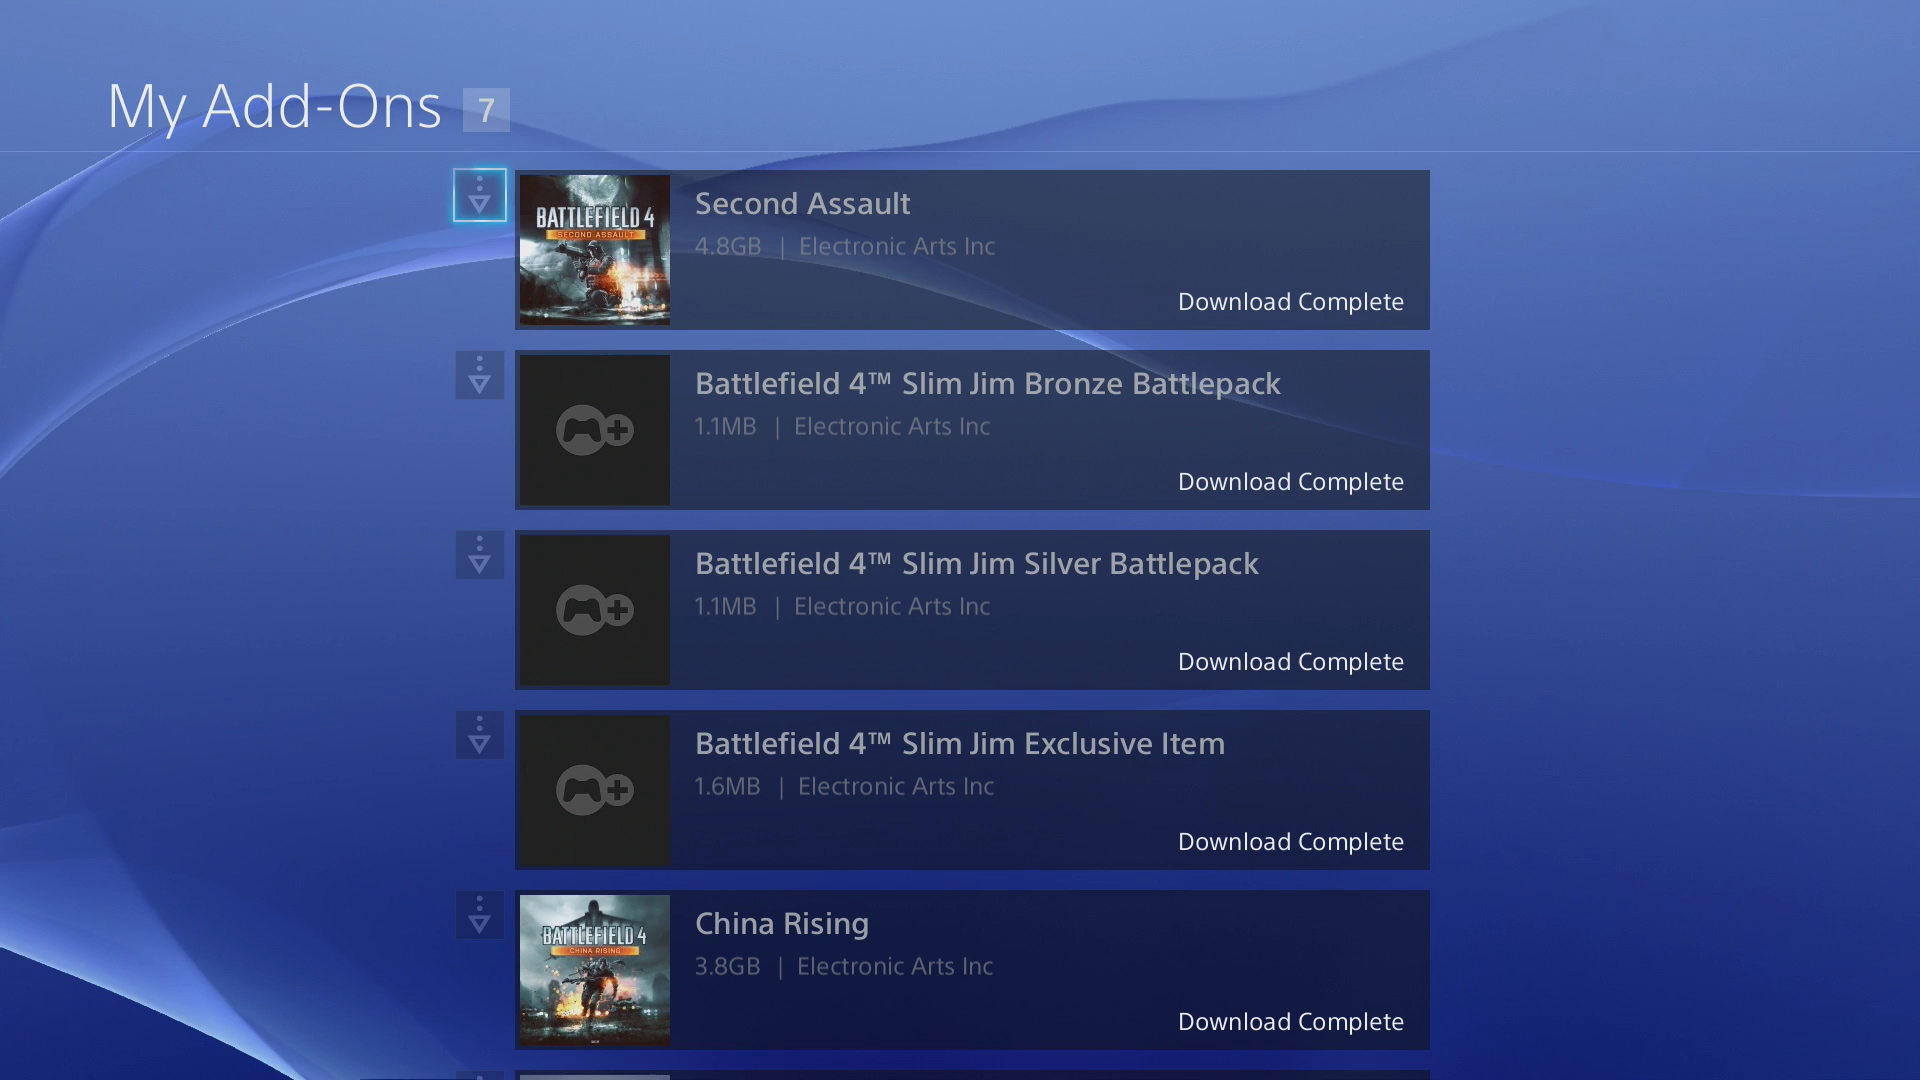 My Add-Ons 7
BATTLEFIELD 4
SECOND ASSAULT
Second Assault
4.8GB | Electronic Arts Inc
Download Complete
Battlefield 4™ Slim Jim Bronze Battlepack
1.1MB | Electronic Arts Inc
Download Complete
Battlefield 4™ Slim Jim Silver Battlepack
1.1MB | Electronic Arts Inc
Download Complete
Battlefield 4™ Slim Jim Exclusive Item
1.6MB | Electronic Arts Inc
Download Complete
BATTLEFIELD 4
CHINA RISING
China Rising
3.8GB | Electronic Arts Inc
Download Complete